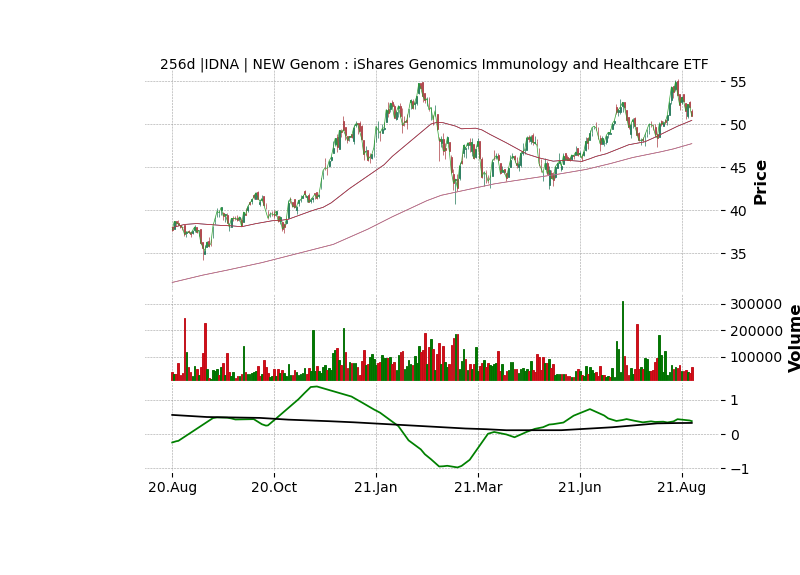 256d |IDNA | NEW Genom : iShares Genomics Immunology and Healthcare ETF
55
50
45
40
35
Price
300000
200000
100000
Volume
1
0
−1
20.Aug 20.Oct 21.Jan 21.Mar 21.Jun 21.Aug